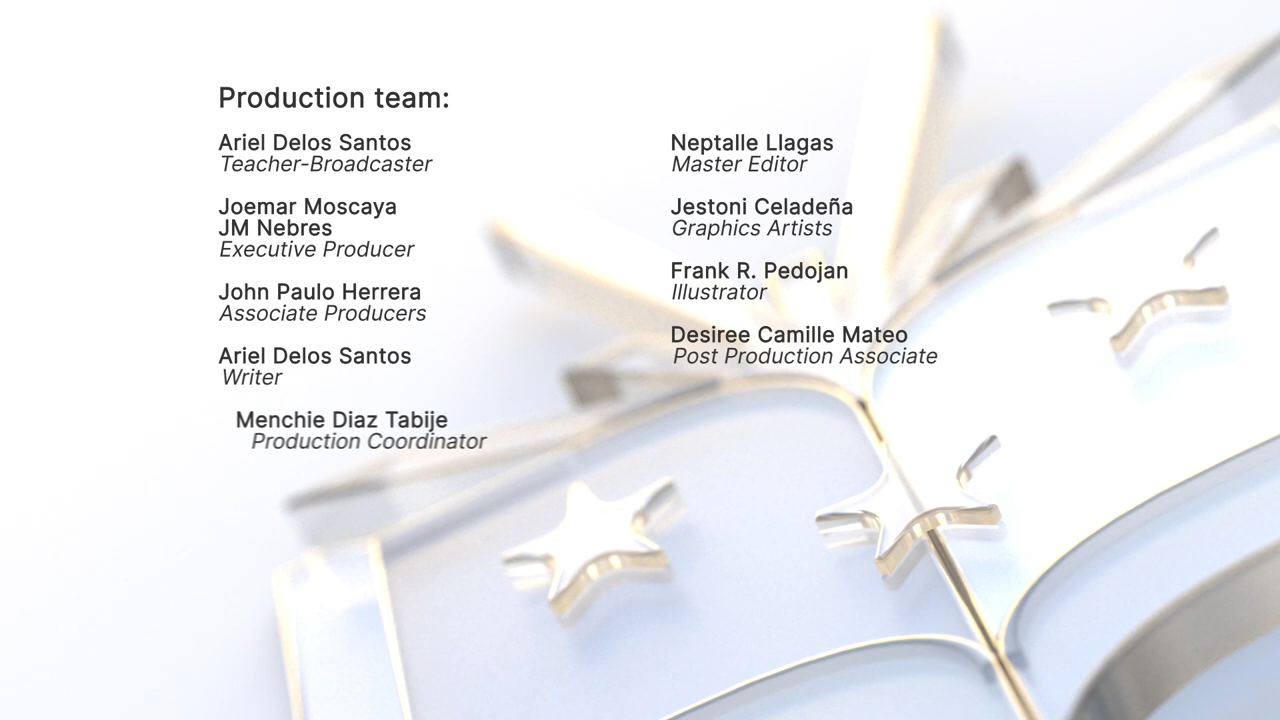 Production team:
Ariel Delos Santos
Teacher-Broadcaster
Joemar Moscaya
JM Nebres
Executive Producer
John Paulo Herrera
Associate Producers
Ariel Delos Santos
Writer
Menchie Diaz Tabije
Production Coordinator
Neptalle Llagas
Master Editor
Jestoni Celadeña
Graphics Artists
Frank R. Pedojan
Illustrator
Desiree Camille Mateo
Post Production Associate